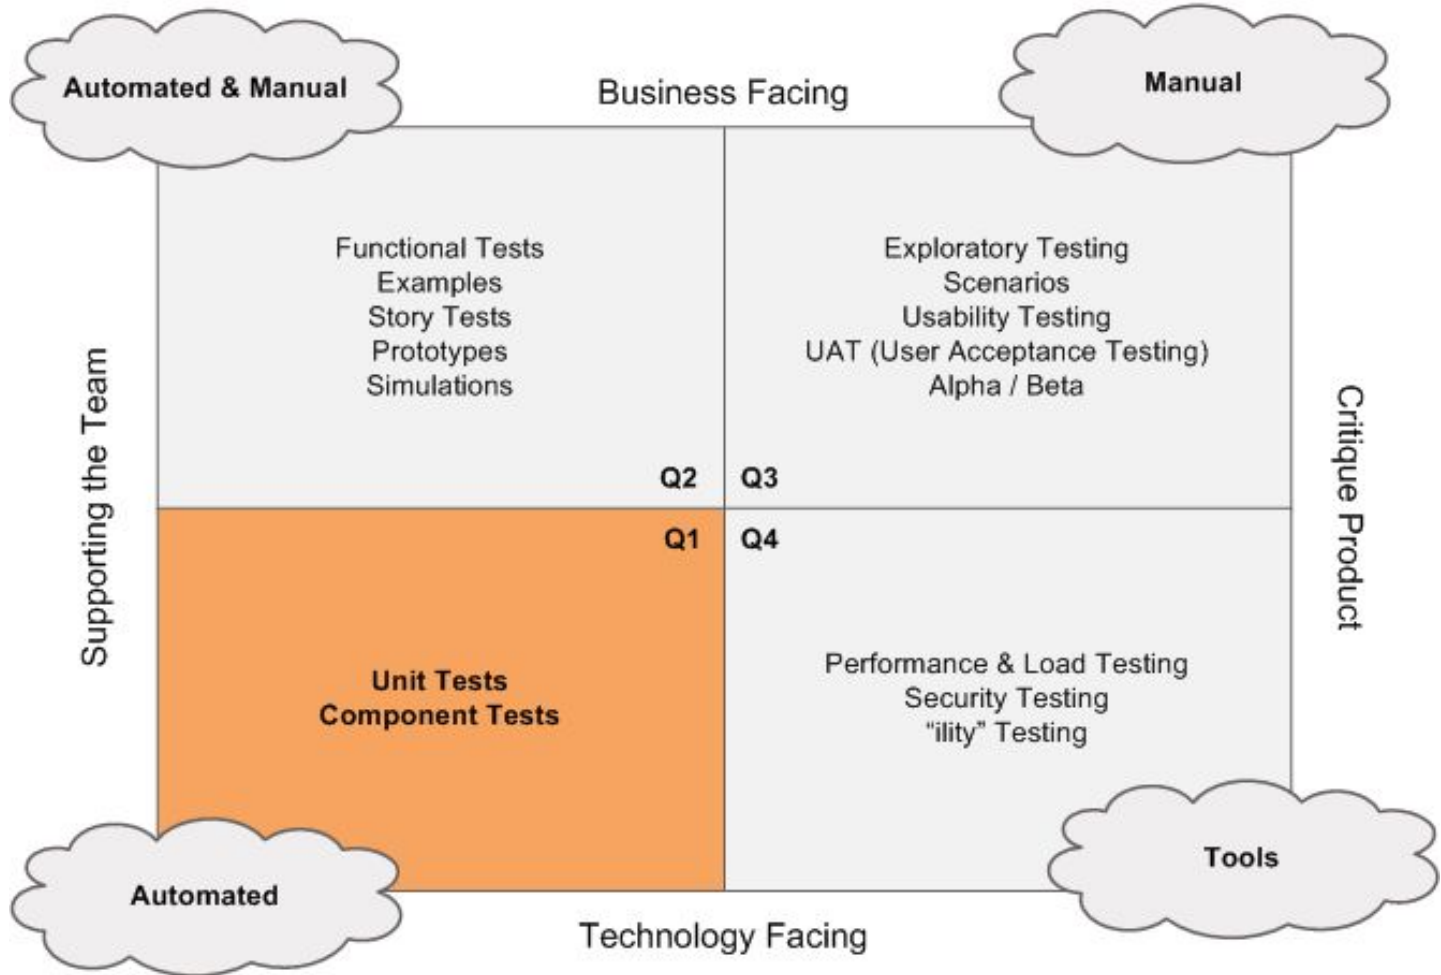 Automated & Manual
Business Facing
Manual
Functional Tests
Examples
Story Tests
Prototypes
Simulations
Q2
Exploratory Testing
Scenarios
Usability Testing
UAT (User Acceptance Testing)
Alpha / Beta
Q3
Supporting the Team
Critique Product
Q1
Unit Tests
Component Tests
Q4
Performance & Load Testing
Security Testing
“ility” Testing
Automated
Technology Facing
Tools